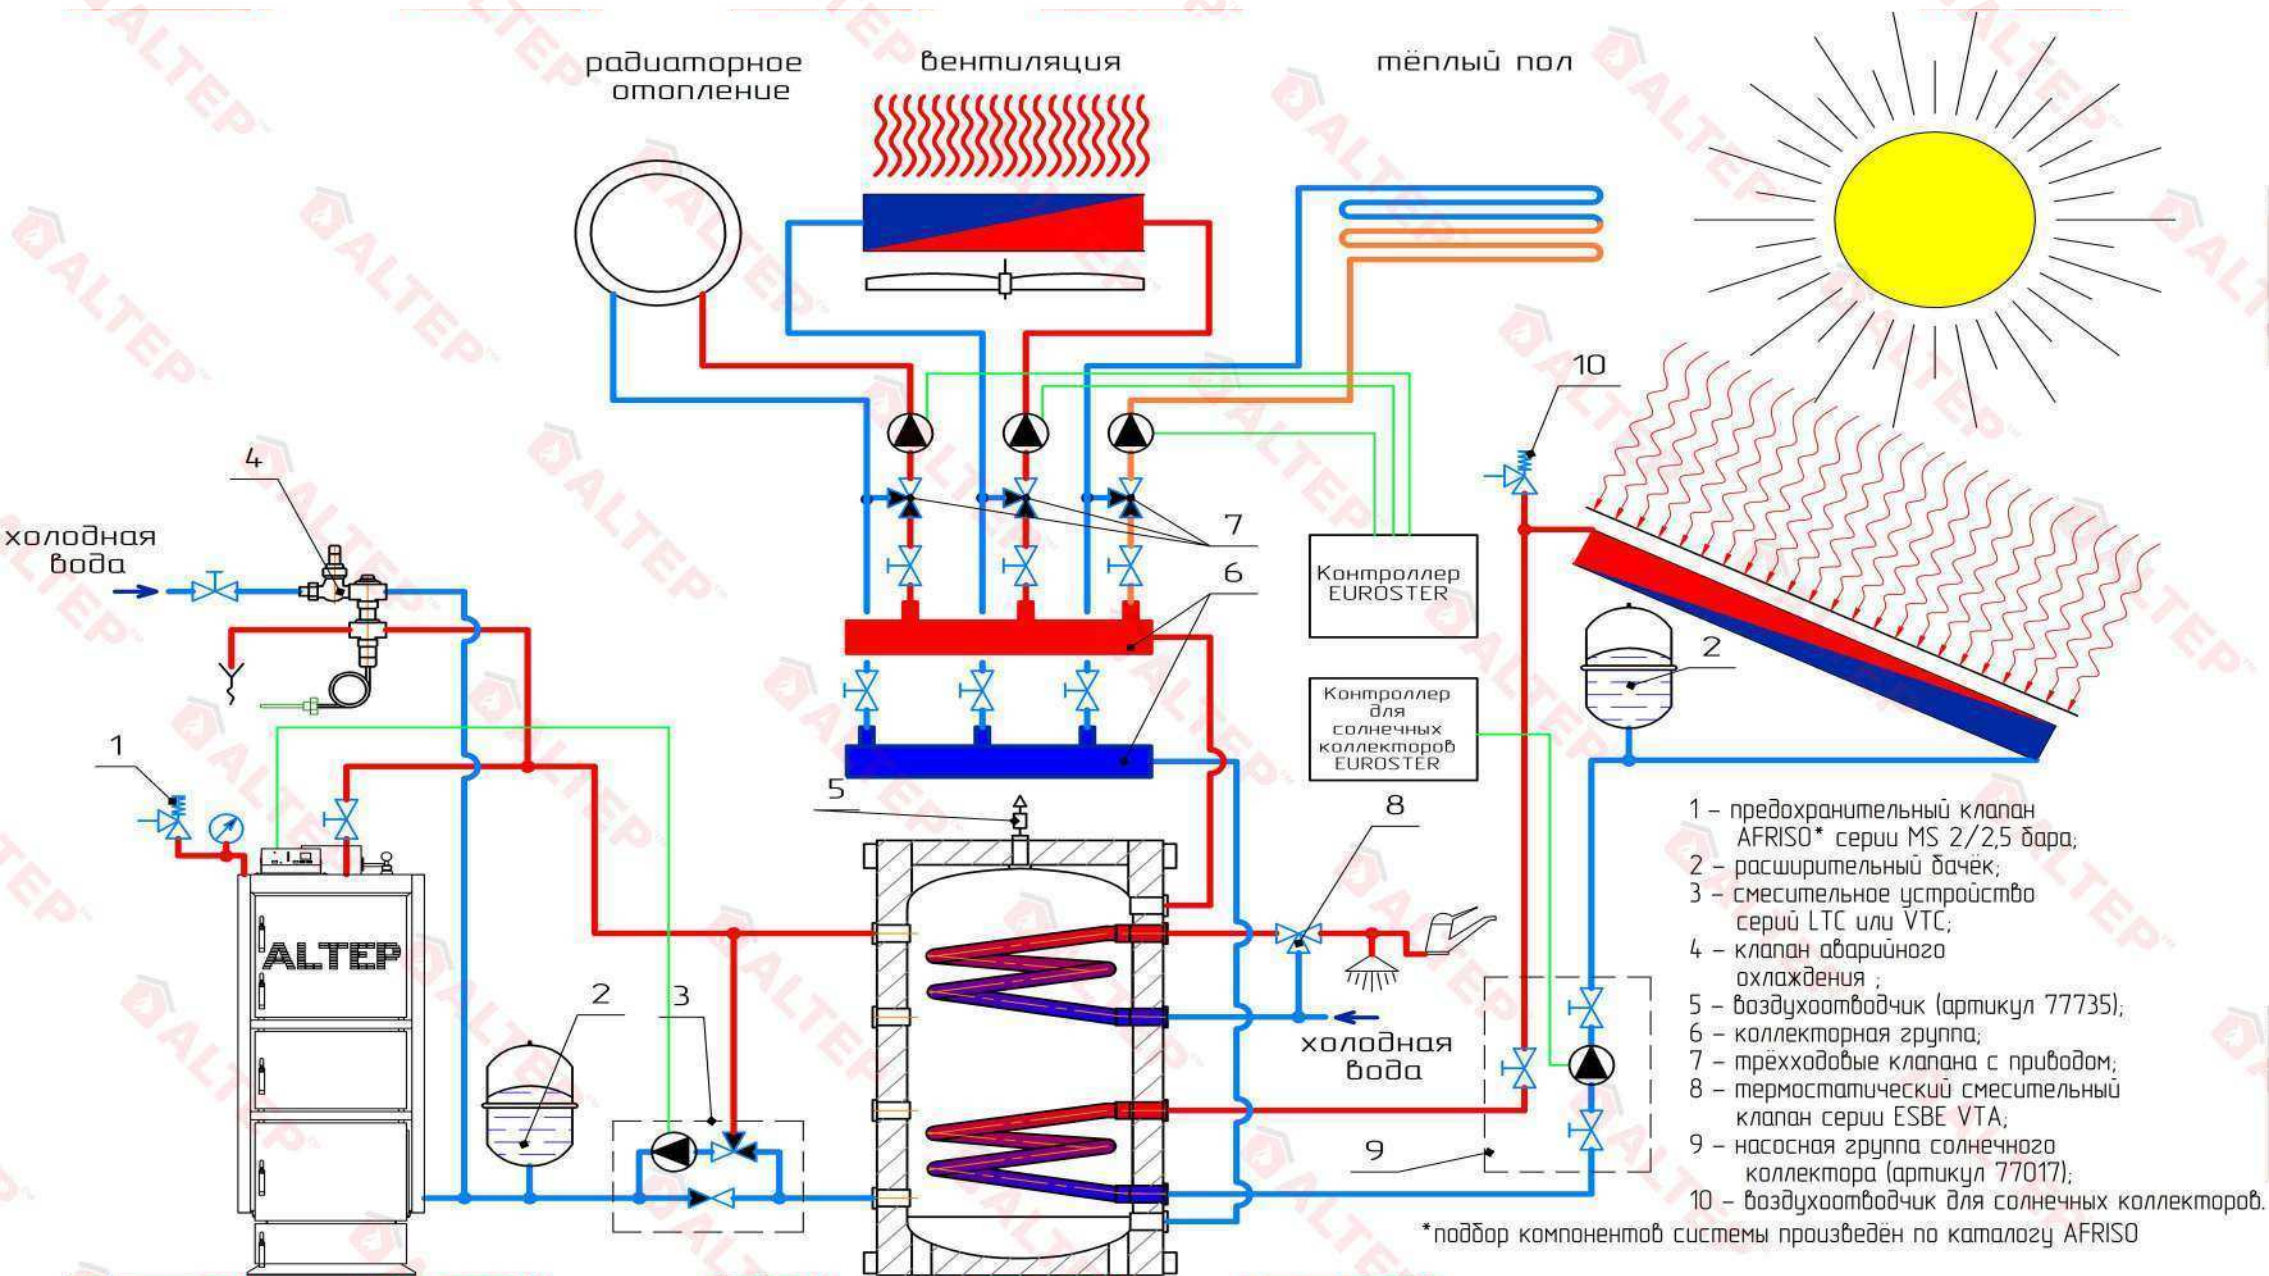 радиаторное
отопление
вентиляция
тёплый пол
10
4
холодная
вода
7
6
Контроллер
EUROSTER
2
Контроллер
для
солнечных
коллекторов
EUROSTER
1
5
8
1 – предохранительный клапан
AFRISO* серии MS 2/2,5 бара;
2 – расширительный бачёк;
3 – смесительное устройство
серий LTC или VTC;
4 – клапан аварийного
охлаждения ;
5 – воздухоотводчик (артикул 77735);
6 – коллекторная группа;
7 – трёхходовые клапана с приводом;
8 – термостатический смесительный
клапан серии ESBE VTA;
9 – насосная группа солнечного
коллектора (артикул 77017);
10 – воздухоотводчик для солнечных коллекторов.
*подбор компонентов системы произведён по каталогу AFRISO
ALTEP
2
3
холодная
вода
9